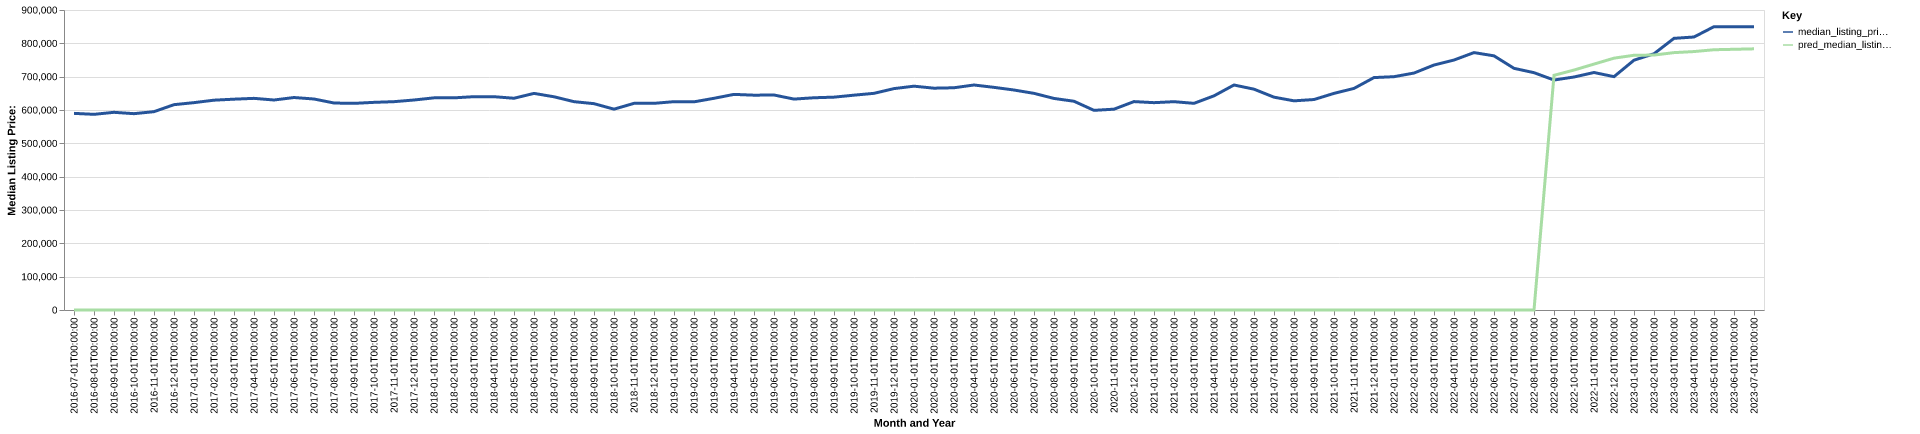 900,000
800,000
700,000
600,000
500,000
400,000
300,000
200,000
100,000
0
Median Listing Price:
2016-07-01T00:00:00
2016-08-01T00:00:00
2016-09-01T00:00:00
2016-10-01T00:00:00
2016-11-01T00:00:00
2016-12-01T00:00:00
2017-01-01T00:00:00
2017-02-01T00:00:00
2017-03-01T00:00:00
2017-04-01T00:00:00
2017-05-01T00:00:00
2017-06-01T00:00:00
2017-07-01T00:00:00
2017-08-01T00:00:00
2017-09-01T00:00:00
2017-10-01T00:00:00
2017-11-01T00:00:00
2017-12-01T00:00:00
2018-01-01T00:00:00
2018-02-01T00:00:00
2018-03-01T00:00:00
2018-04-01T00:00:00
2018-05-01T00:00:00
2018-06-01T00:00:00
2018-07-01T00:00:00
2018-08-01T00:00:00
2018-09-01T00:00:00
2018-10-01T00:00:00
2018-11-01T00:00:00
2018-12-01T00:00:00
2019-01-01T00:00:00
2019-02-01T00:00:00
2019-03-01T00:00:00
2019-04-01T00:00:00
2019-05-01T00:00:00
2019-06-01T00:00:00
2019-07-01T00:00:00
2019-08-01T00:00:00
2019-09-01T00:00:00
2019-10-01T00:00:00
2019-11-01T00:00:00
2019-12-01T00:00:00
2020-01-01T00:00:00
2020-02-01T00:00:00
2020-03-01T00:00:00
2020-04-01T00:00:00
2020-05-01T00:00:00
2020-06-01T00:00:00
2020-07-01T00:00:00
2020-08-01T00:00:00
2020-09-01T00:00:00
2020-10-01T00:00:00
2020-11-01T00:00:00
2020-12-01T00:00:00
2021-01-01T00:00:00
2021-02-01T00:00:00
2021-03-01T00:00:00
2021-04-01T00:00:00
2021-05-01T00:00:00
2021-06-01T00:00:00
2021-07-01T00:00:00
2021-08-01T00:00:00
2021-09-01T00:00:00
2021-10-01T00:00:00
2021-11-01T00:00:00
2021-12-01T00:00:00
2022-01-01T00:00:00
2022-02-01T00:00:00
2022-03-01T00:00:00
2022-04-01T00:00:00
2022-05-01T00:00:00
2022-06-01T00:00:00
2022-07-01T00:00:00
2022-08-01T00:00:00
2022-09-01T00:00:00
2022-10-01T00:00:00
2022-11-01T00:00:00
2022-12-01T00:00:00
2023-01-01T00:00:00
2023-02-01T00:00:00
2023-03-01T00:00:00
2023-04-01T00:00:00
2023-05-01T00:00:00
2023-06-01T00:00:00
2023-07-01T00:00:00
Month and Year
Key
median_listing_pri…
pred_median_listin…